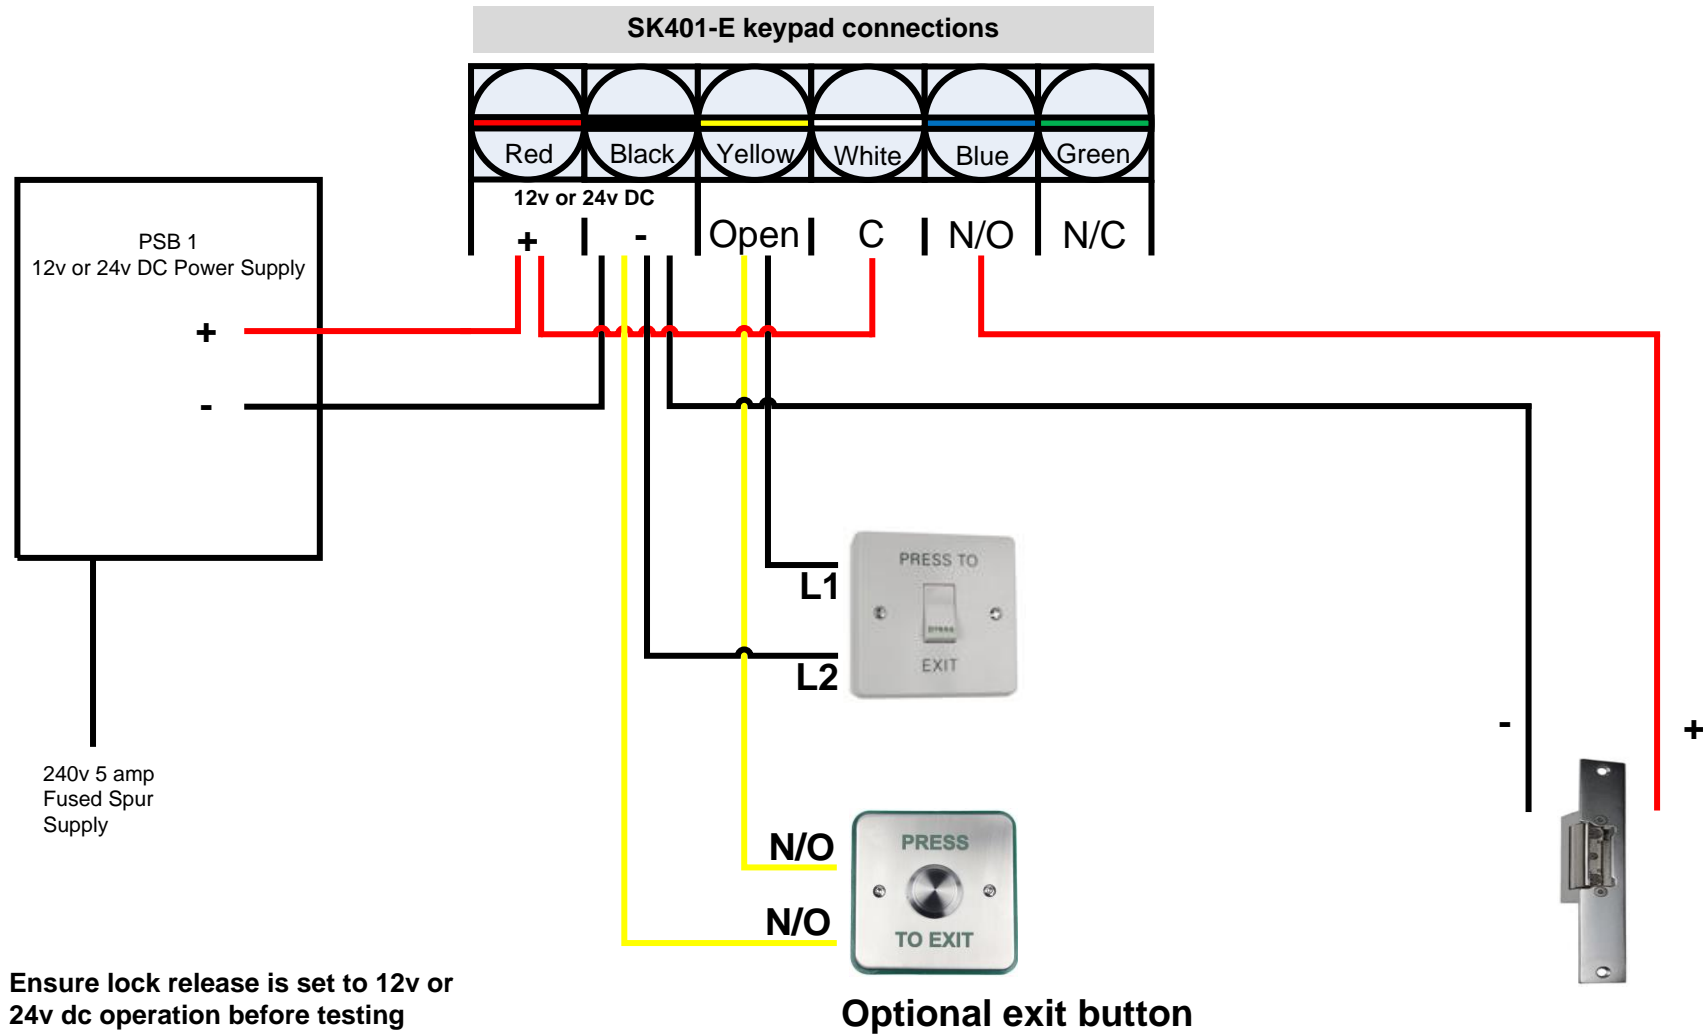 SK401-E keypad connections
Red Black Yellow White Blue Green
12v or 24v DC
+ - Open C N/O N/C
PSB 1
12v or 24v DC Power Supply
+
-
PRESS TO
L1
press
EXIT
L2
- +
240v 5 amp
Fused Spur
Supply
N/O
PRESS
N/O
TO EXIT
Ensure lock release is set to 12v or
24v dc operation before testing
Optional exit button